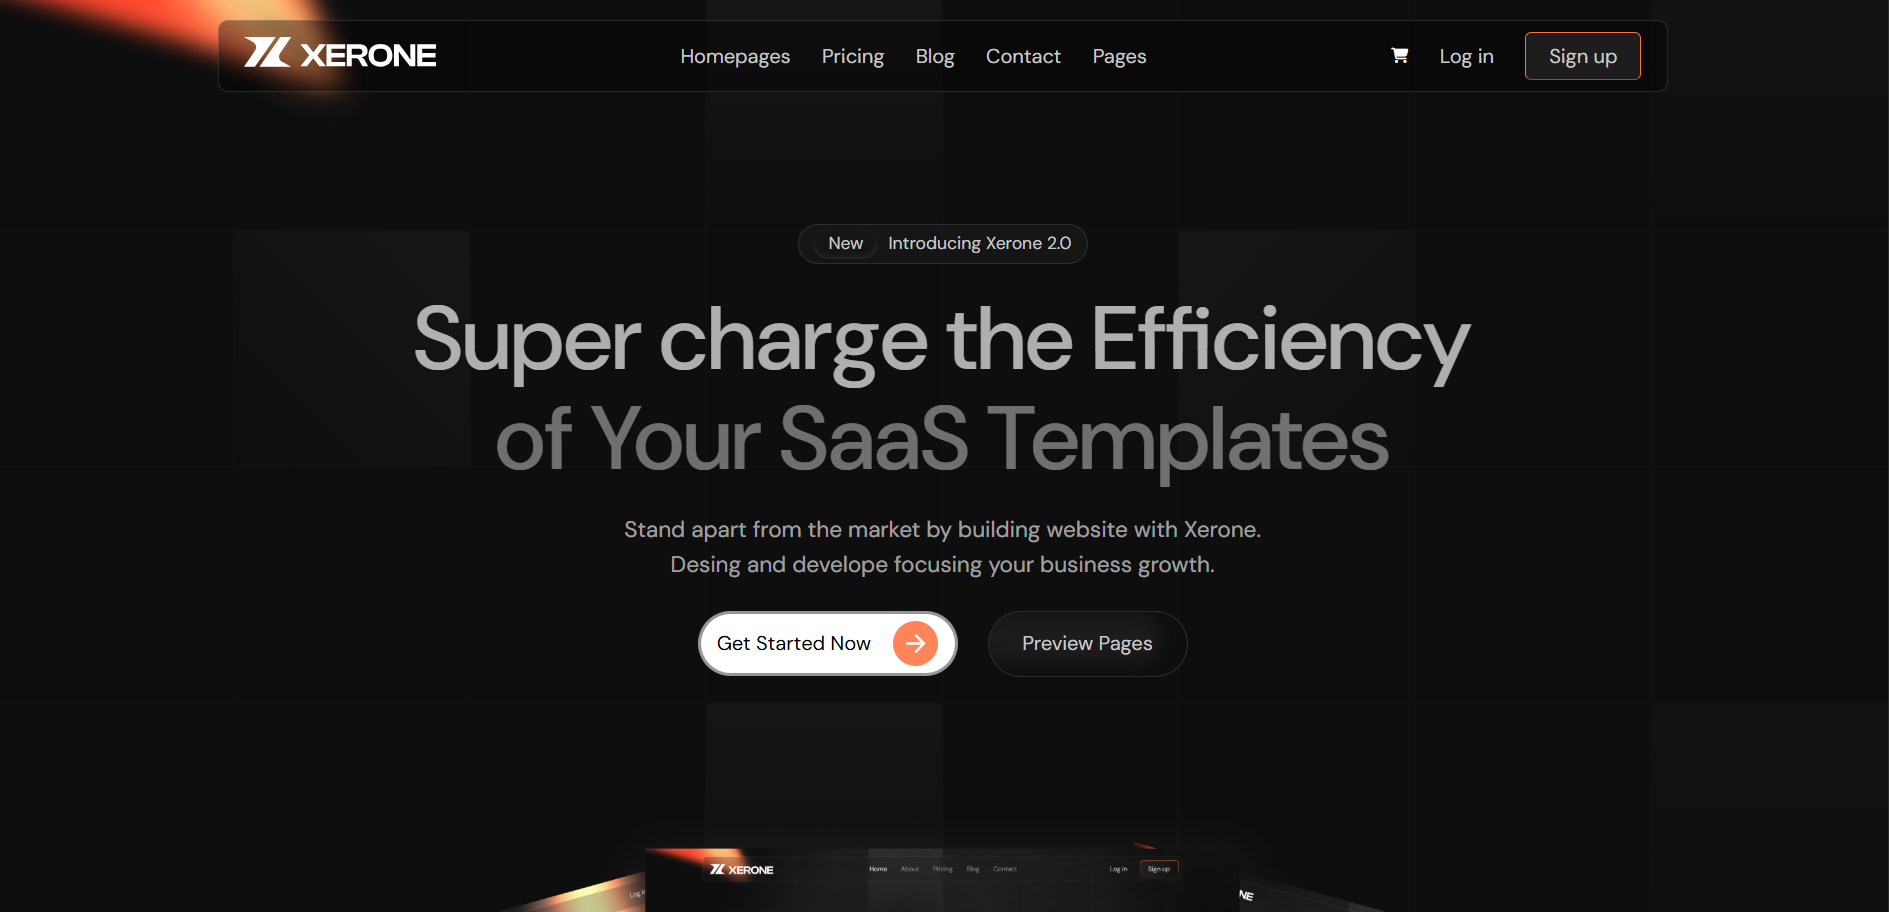 XERONE
Homepages Pricing Blog Contact Pages
Log in Sign up
New Introducing Xerone 2.0
Super charge the Efficiency
of Your SaaS Templates
Stand apart from the market by building website with Xerone.
Desing and develope focusing your business growth.
Get Started Now
Preview Pages
XERONE
Home About Pricing Blog Contact
Log in Sign up
Log
NE